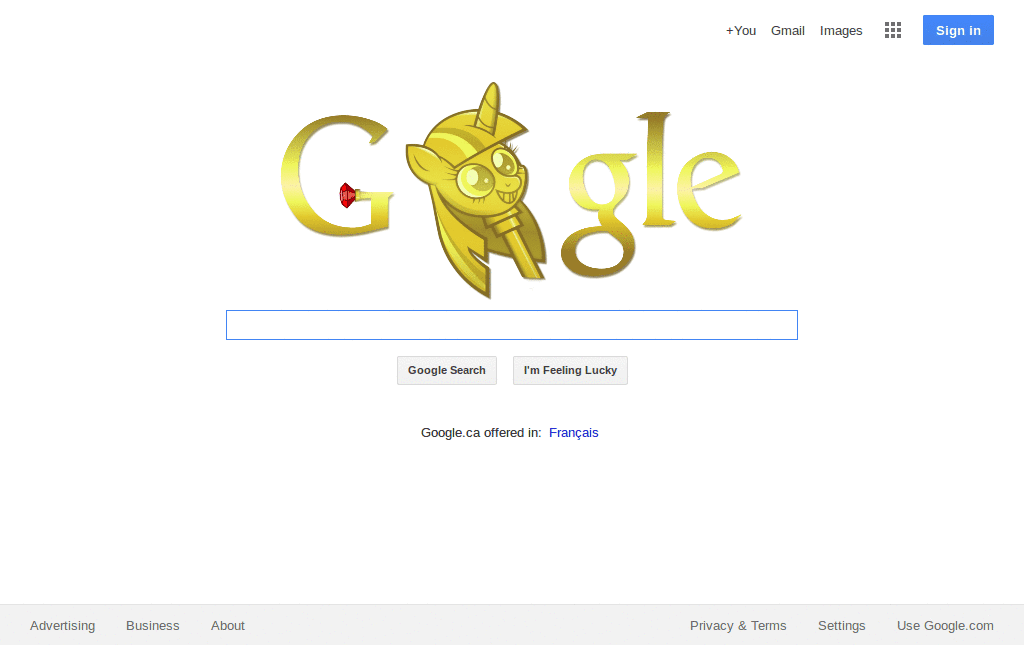 +You Gmail Images Sign in
G gle
Google Search I'm Feeling Lucky
Google.ca offered in: Français
Advertising Business About Privacy & Terms Settings Use Google.com